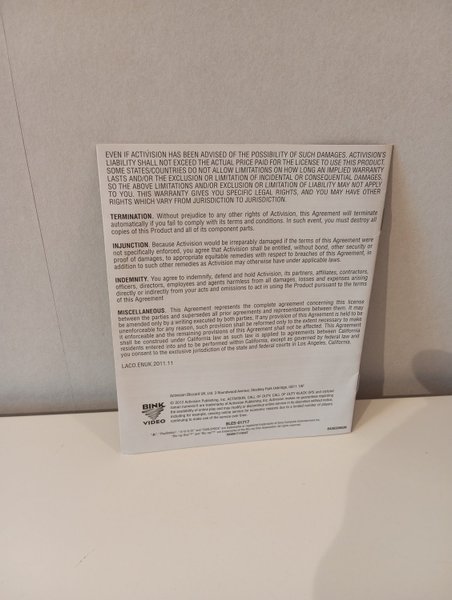 EVEN IF ACTIVISION HAS BEEN ADVISED OF THE POSSIBILITY OF SUCH DAMAGES. ACTIVISION'S
LIABILITY SHALL NOT EXCEED THE ACTUAL PRICE PAID FOR THE LICENSE TO USE THIS PRODUCT.
SOME STATES/COUNTRIES DO NOT ALLOW LIMITATIONS ON HOW LONG AN IMPLIED WARRANTY
LASTS AND/OR THE EXCLUSION OR LIMITATION OF INCIDENTAL OR CONSEQUENTIAL DAMAGES,
SO THE ABOVE LIMITATIONS AND/OR EXCLUSION OR LIMITATION OF LIABILITY MAY NOT APPLY
TO YOU. THIS WARRANTY GIVES YOU SPECIFIC LEGAL RIGHTS, AND YOU MAY HAVE OTHER
RIGHTS WHICH VARY FROM JURISDICTION TO JURISDICTION.
TERMINATION. Without prejudice to any other rights of Activision, this Agreement will terminate
automatically if you fail to comply with its terms and conditions. In such event, you must destroy all
copies of this Product and all of its component parts.
INJUNCTION. Because Activision would be irreparably damaged if the terms of this Agreement were
not specifically enforced, you agree that Activision shall be entitled, without bond, other security or
proof of damages, to appropriate equitable remedies with respect to breaches of this Agreement, in
addition to such other remedies as Activision may otherwise have under applicable laws.
INDEMNITY. You agree to indemnify, defend and hold Activision, its partners, affiliates, contractors,
officers, directors, employees and agents harmless from all damages, losses and expenses arising
directly or indirectly from your acts and omissions to act in using the Product pursuant to the terms
of this Agreement
MISCELLANEOUS. This Agreement represents the complete agreement concerning this license
between the parties and supersedes all prior agreements and representations between them. It may
be amended only by a writing executed by both parties. If any provision of this Agreement is held to be
unenforceable for any reason, such provision shall be reformed only to the extent necessary to make
it enforceable and the remaining provisions of this Agreement shall not be affected. This Agreement
shall be construed under California law as such law is applied to agreements between California
residents entered into and to be performed within California, except as governed by federal law and
you consent to the exclusive jurisdiction of the state and federal courts in Los Angeles, California.
LACO.ENUK.2011.11
Activision Blizzard UK, Ltd. 3 Roundwood Avenue, Stockley Park Uxbridge, UB11 1AF
BINK
VIDEO
BLES-01717